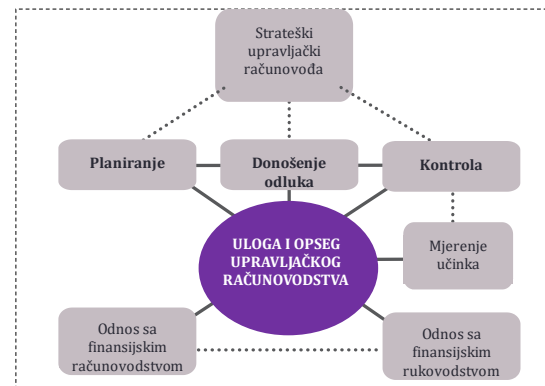 Strateški
upravljački
računovođa
Planiranje
Donošenje
odluka
Kontrola
ULOGA I OPSEG
UPRAVLJAČKOG
RAČUNOVODSTVA
Mjerenje
učinka
Odnos sa
finansijskim
računovodstvom
Odnos sa
finansijskim
rukovodstvom